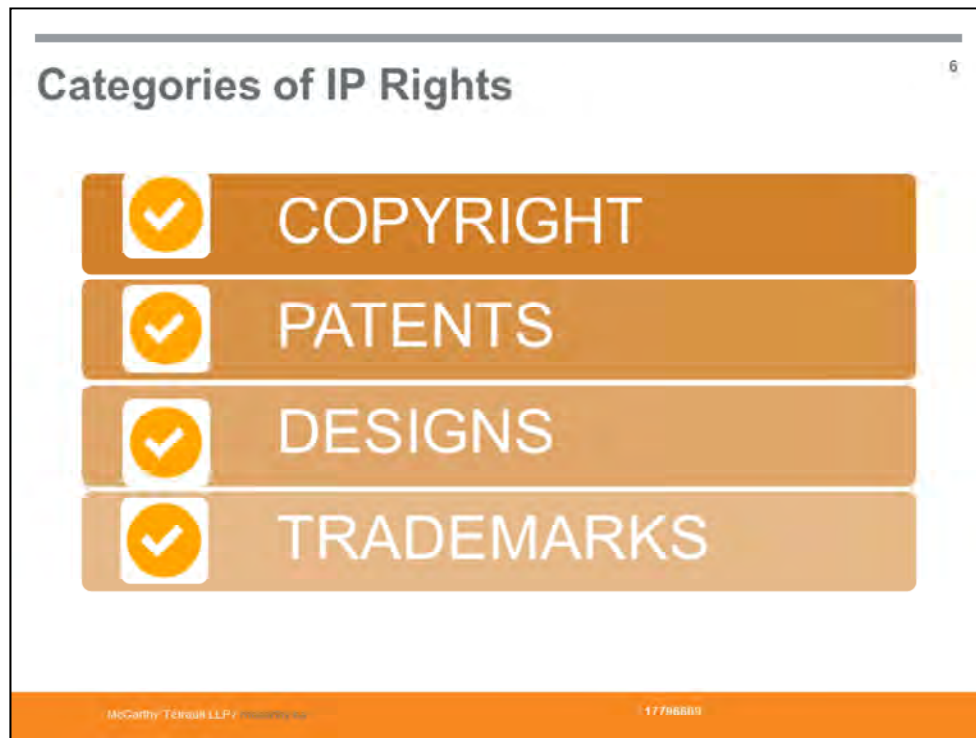 6
Categories of IP Rights
COPYRIGHT
PATENTS
DESIGNS
TRADEMARKS
McCarthy Tétrault LLP /
17796669